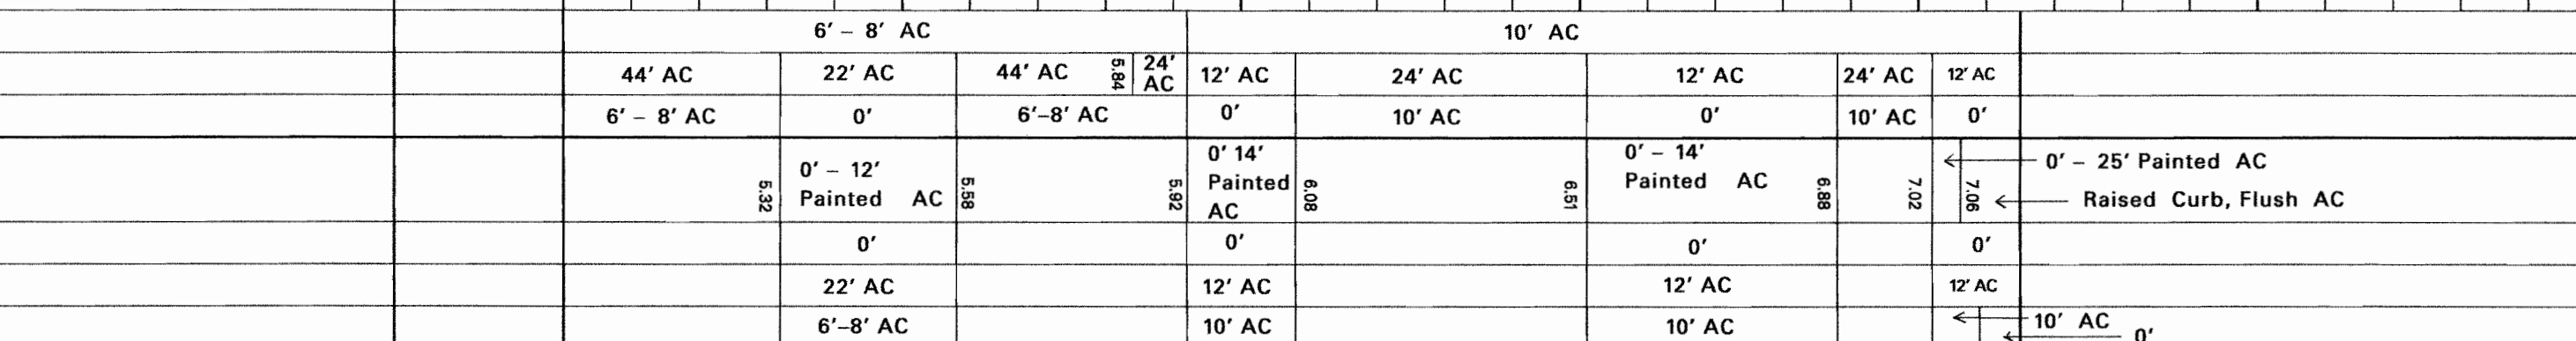 6' – 8' AC 10' AC
44' AC 22' AC 44' AC 5.84 24' AC 12' AC 24' AC 12' AC 24' AC 12' AC
6' – 8' AC 0' 6'–8' AC 0' 10' AC 0' 10' AC 0'
5.32
0' – 12'
Painted AC
5.58
5.92
0' 14'
Painted
AC
6.08
6.51
0' – 14'
Painted AC
6.88
7.02
7.06
0' – 25' Painted AC
Raised Curb, Flush AC
0' 0' 0' 0'
22' AC 12' AC 12' AC 12' AC
6'–8' AC 10' AC 10' AC 10' AC
0'